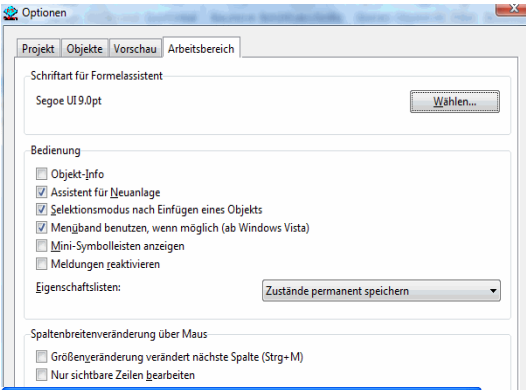 Optionen
Projekt Objekte Vorschau Arbeitsbereich
Schriftart für Formelassistent
Segoe UI 9.0pt Wählen...
Bedienung
Objekt-Info
Assistent für Neuanlage
Selektionsmodus nach Einfügen eines Objekts
Menüband benutzen, wenn möglich (ab Windows Vista)
Mini-Symbolleisten anzeigen
Meldungen reaktivieren
Eigenschaftslisten: Zustände permanent speichern
Spaltenbreitenveränderung über Maus
Größenveränderung verändert nächste Spalte (Strg+M)
Nur sichtbare Zeilen bearbeiten